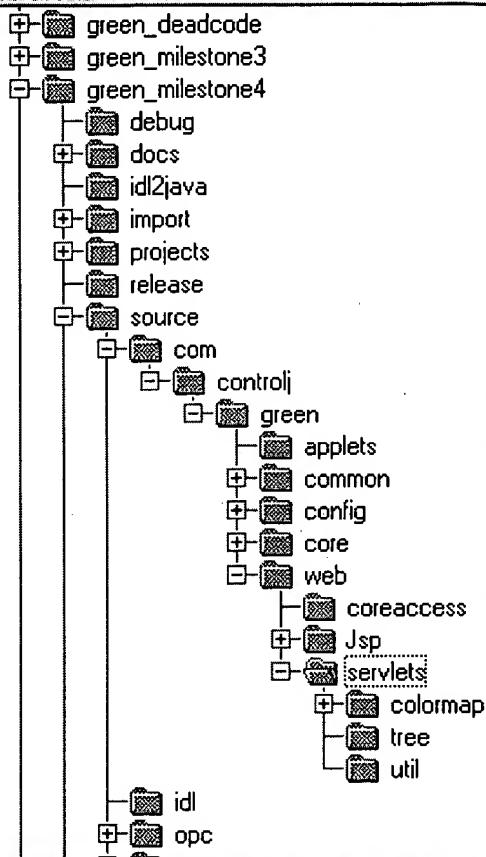 green_deadcode
green_milestone3
green_milestone4
debug
docs
idl2java
import
projects
release
source
com
controlj
green
applets
common
config
core
web
coreaccess
Jsp
servlets
colormap
tree
util
idl
opc